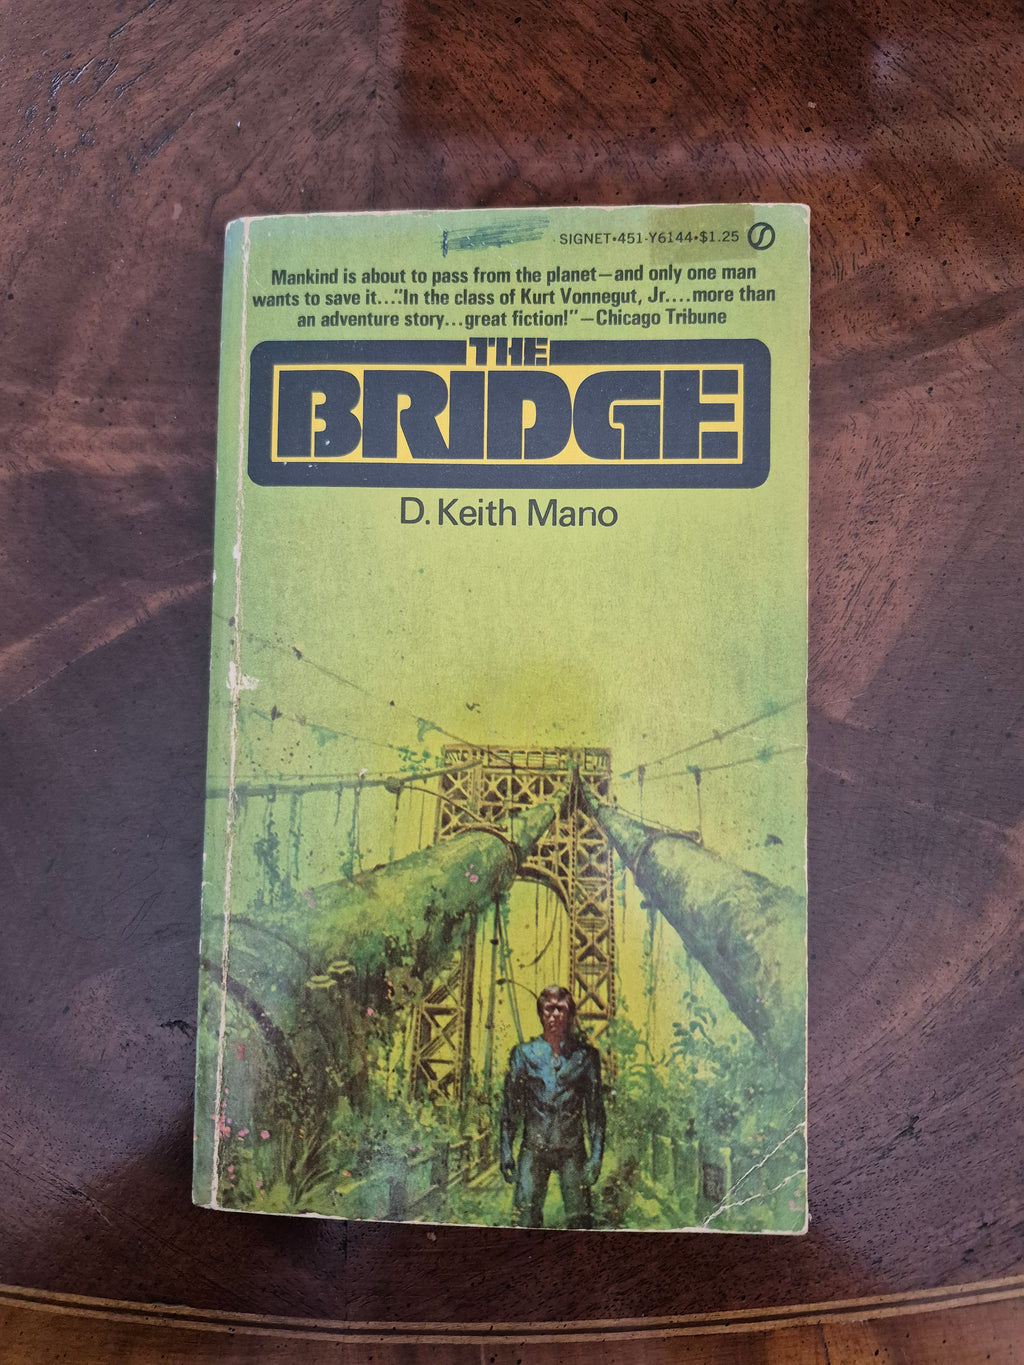 SIGNET•451-Y6144•$1.25
Mankind is about to pass from the planet—and only one man
wants to save it..."In the class of Kurt Vonnegut, Jr....more than
an adventure story...great fiction!"—Chicago Tribune
THE
BRIDGE
D. Keith Mano